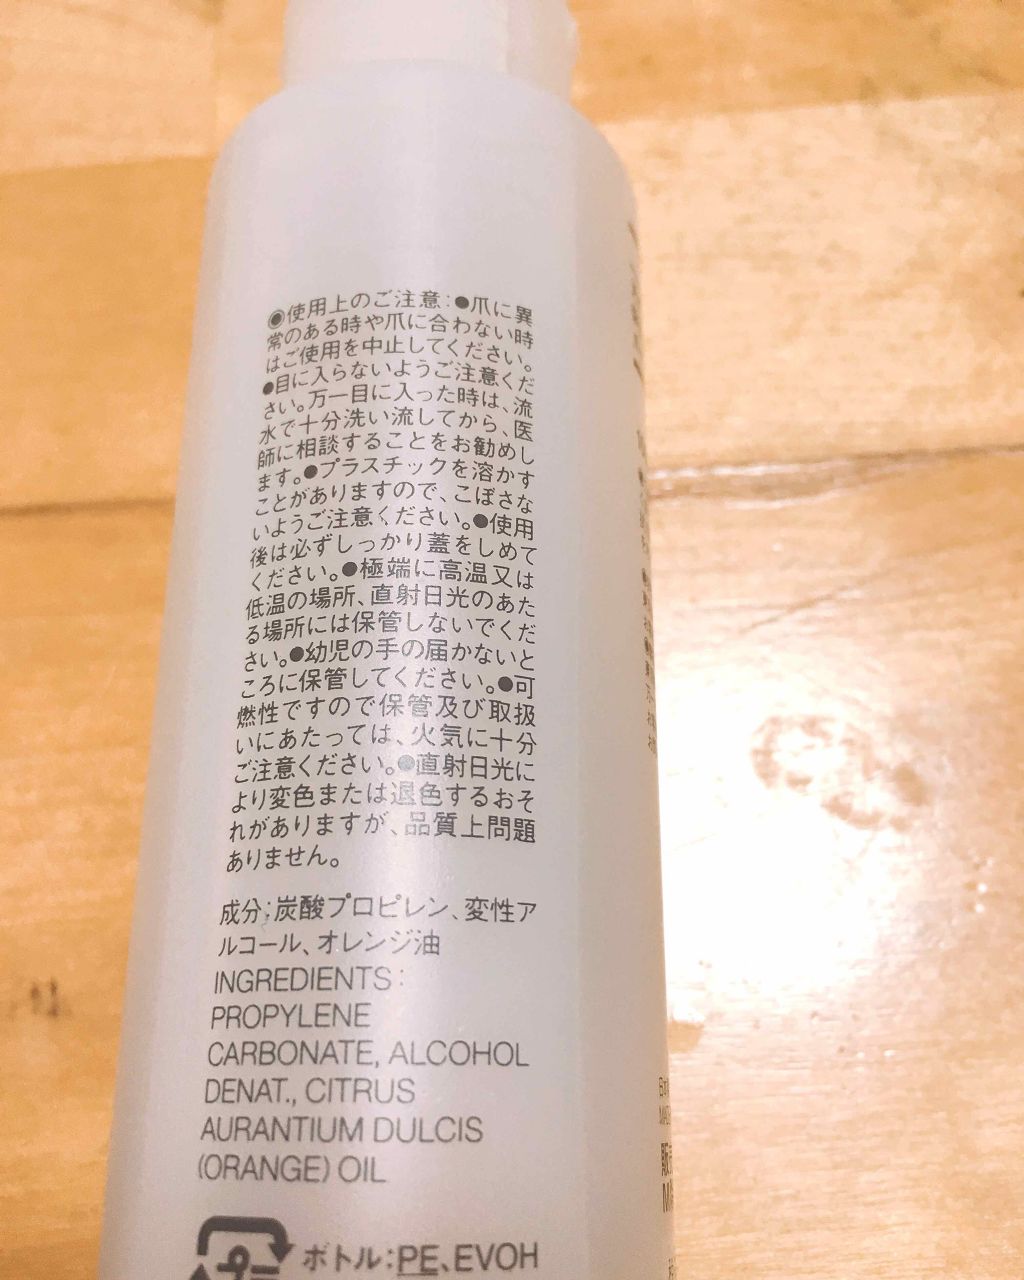 ◉使用上のご注意：●爪に異
常のある時や爪に合わない時
はご使用を中止してください。
●目に入らないようご注意くだ
さい。万一目に入った時は、流
水で十分洗い流してから、医
師に相談することをお勧めし
ます。●プラスチックを溶かす
ことがありますので、こぼさな
いようご注意ください。●使用
後は必ずしっかり蓋をしめて
ください。●極端に高温又は
低温の場所、直射日光のあた
る場所には保管しないでくだ
さい。●幼児の手の届かないと
ころに保管してください。●可
燃性ですので保管及び取扱
いにあたっては、火気に十分
ご注意ください。●直射日光に
より変色または退色するおそ
れがありますが、品質上問題
ありません。
成分：炭酸プロピレン、変性ア
ルコール、オレンジ油
INGREDIENTS：
PROPYLENE
CARBONATE, ALCOHOL
DENAT., CITRUS
AURANTIUM DULCIS
(ORANGE) OIL
プ
ボトル：PE、EVOH